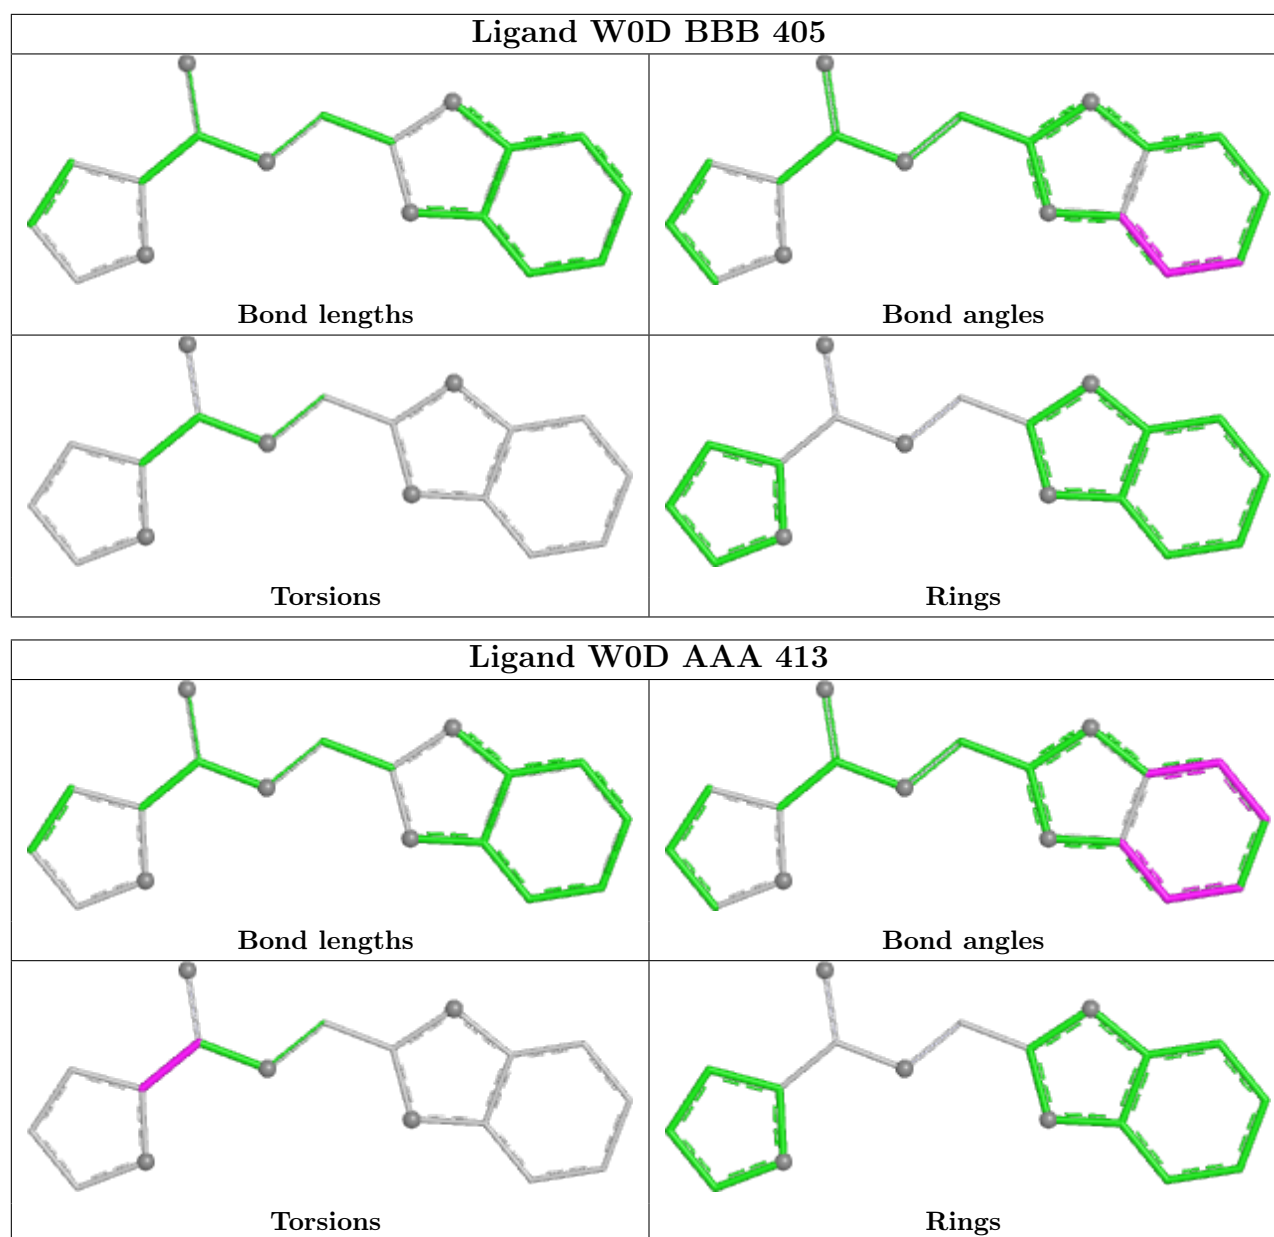 Ligand W0D BBB 405
Bond lengths
Bond angles
Torsions
Rings
Ligand W0D AAA 413
Bond lengths
Bond angles
Torsions
Rings